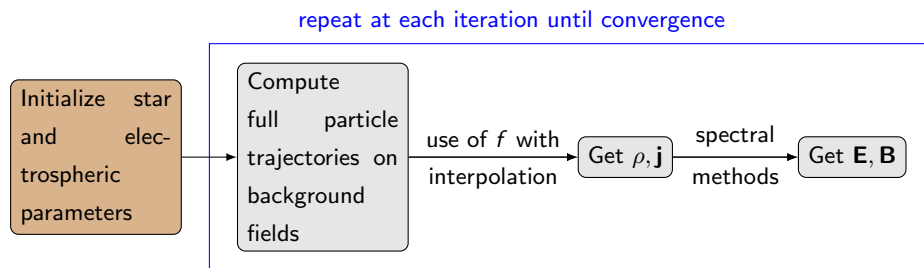 repeat at each iteration until convergence
Initialize star
and elec-
trospheric
parameters
Compute
full particle
trajectories on
background
fields
use of f with
interpolation
Get ρ, j
spectral
methods
Get E, B